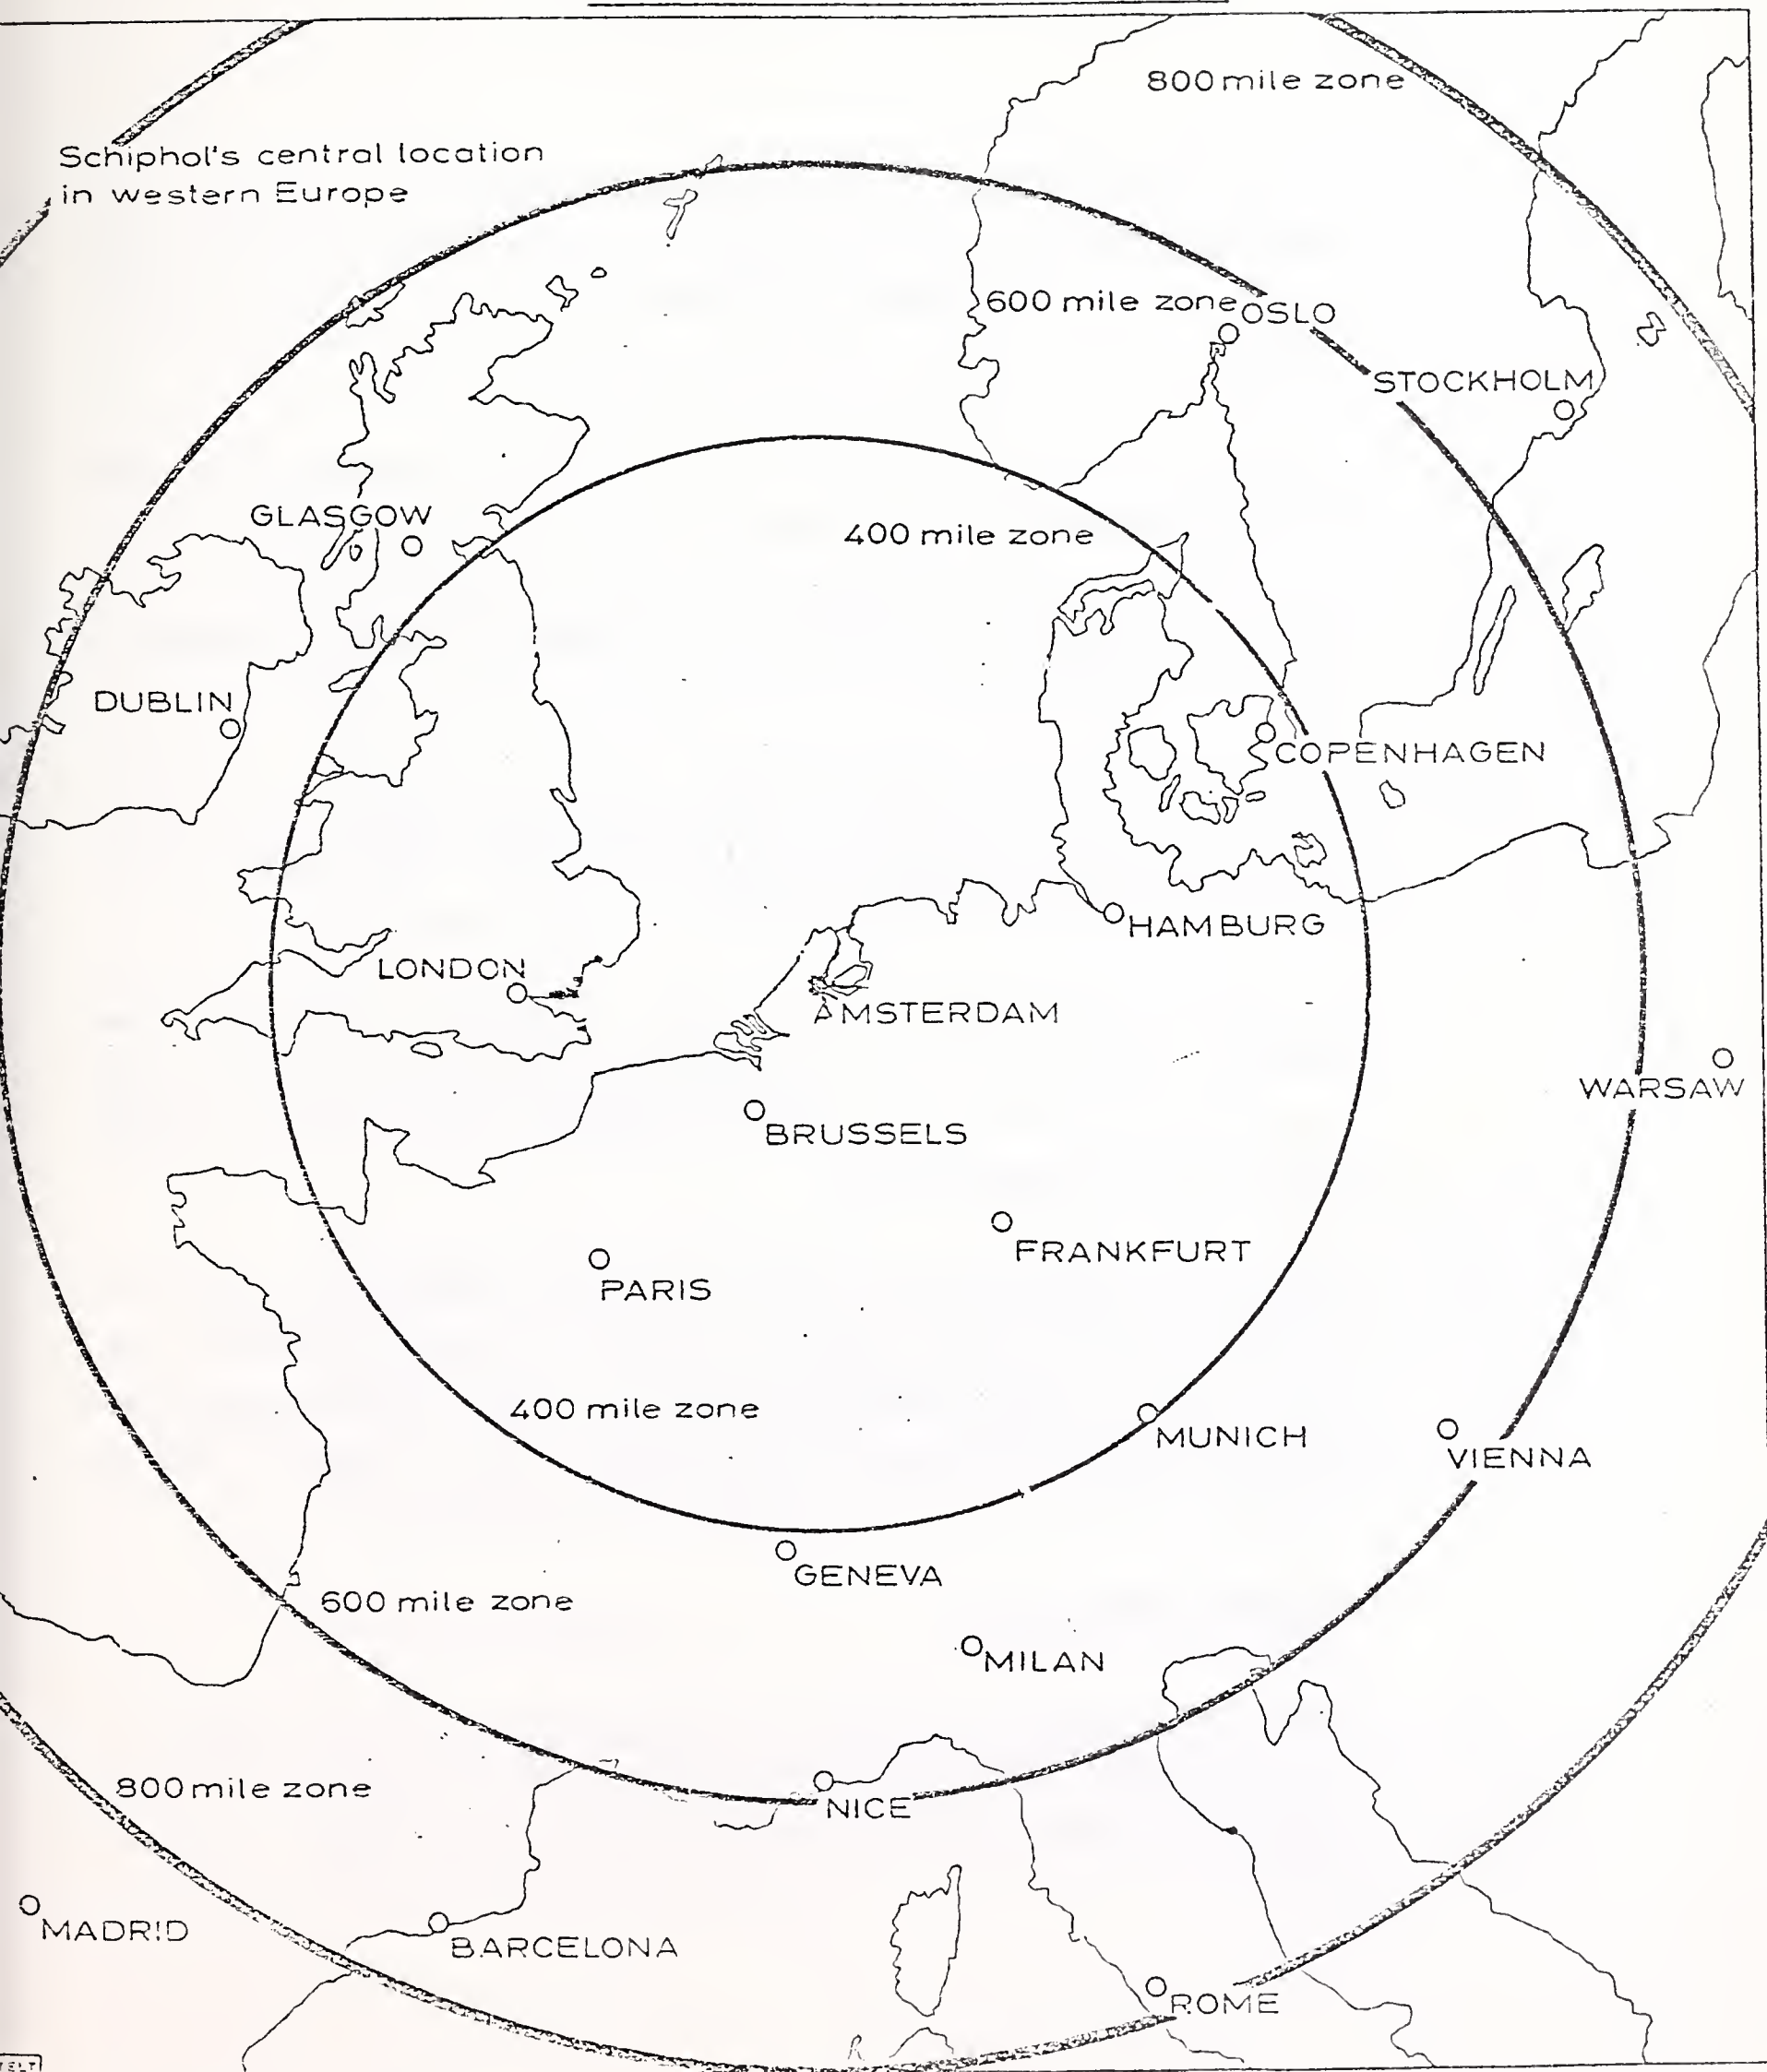 800 mile zone
Schiphol's central location
in western Europe
600 mile zone
OSLO
STOCKHOLM
GLASGOW
400 mile zone
DUBLIN
COPENHAGEN
HAMBURG
LONDON
AMSTERDAM
WARSAW
BRUSSELS
FRANKFURT
PARIS
400 mile zone
MUNICH
VIENNA
GENEVA
600 mile zone
MILAN
800 mile zone
NICE
MADRID
BARCELONA
ROME